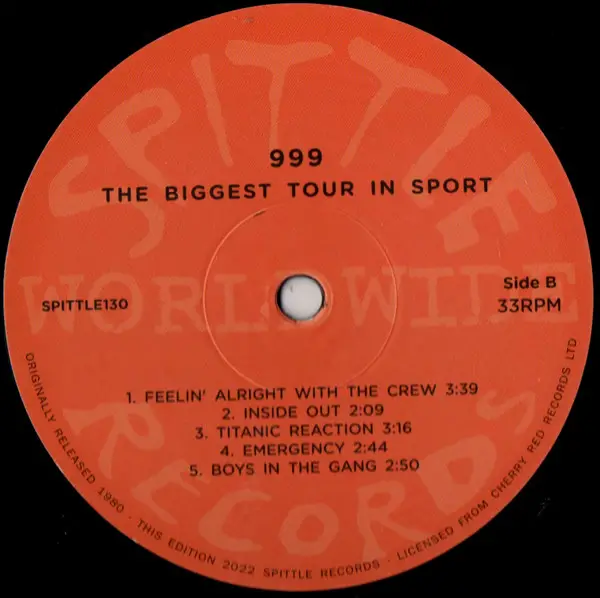 SPITTLE
999
THE BIGGEST TOUR IN SPORT
WORLDWIDE
SPITTLE130
Side B
33RPM
1. FEELIN' ALRIGHT WITH THE CREW 3:39
2. INSIDE OUT 2:09
3. TITANIC REACTION 3:16
4. EMERGENCY 2:44
5. BOYS IN THE GANG 2:50
RECORDS
ORIGINALLY RELEASED 1980 - THIS EDITION 2022 SPITTLE RECORDS - LICENSED FROM CHERRY RED RECORDS LTD